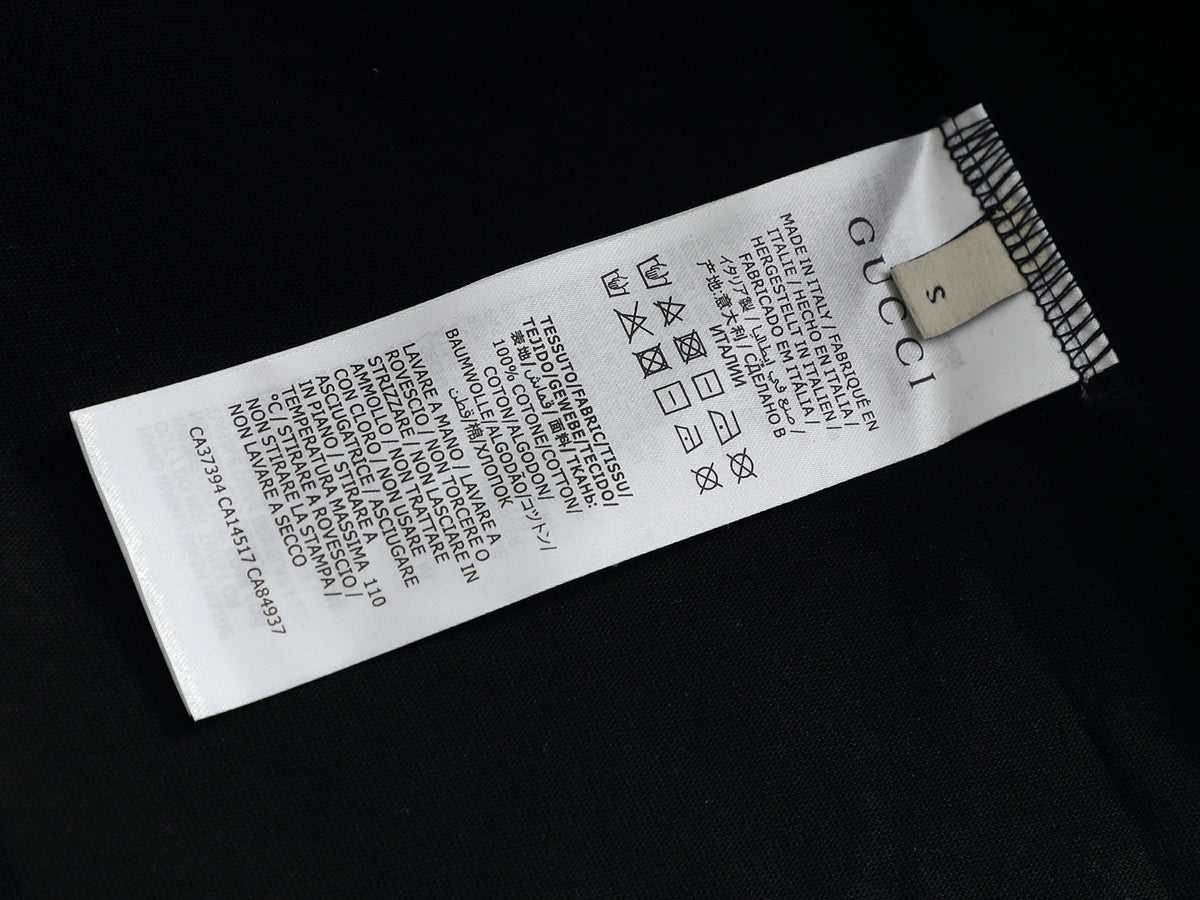 GUCCI
S
MADE IN ITALY / FABRIQUÉ EN
ITALIE / HECHO EN ITALIA /
HERGESTELLT IN ITALIEN /
FABRICADO EM ITÁLIA /
イタリア製 / صنع في إيطاليا /
产地:意大利 / СДЕЛАНО В
ИТАЛИИ
TESSUTO/FABRIC/TISSU/
TEJIDO/GEWEBE/TECIDO/
表地/قماش/面料/ТКАНЬ:
100% COTONE/COTTON/
COTON/ALGODON/
BAUMWOLLE/ALGODAO/コットン/
قطن/棉/ХЛОПОК
LAVARE A MANO / LAVARE A
ROVESCIO / NON TORCERE O
STRIZZARE / NON LASCIARE IN
AMMOLLO / NON TRATTARE
CON CLORO / NON USARE
ASCIUGATRICE / ASCIUGARE
IN PIANO / STIRARE A
TEMPERATURA MASSIMA 110
°C / STIRARE A ROVESCIO /
NON STIRARE LA STAMPA /
NON LAVARE A SECCO
CA37394 CA14517 CA84937